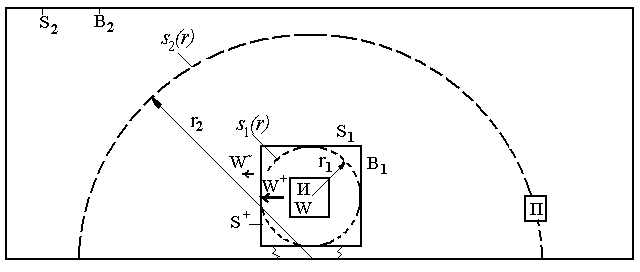 S₂ B₂
s₂(r)
r₂
s₁(r)
S₁
r₁
B₁
W⁻
W⁺
И
W
S⁺
П